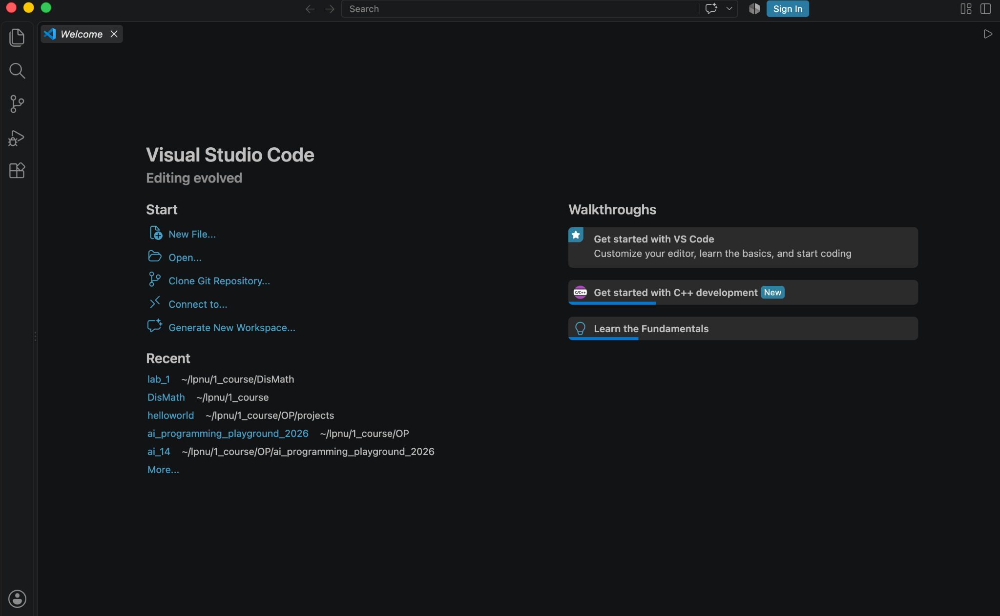 Search
Sign In
Welcome
Visual Studio Code
Editing evolved
Start
New File...
Open...
Clone Git Repository...
Connect to...
Generate New Workspace...
Recent
lab_1 ~/lpnu/1_course/DisMath
DisMath ~/lpnu/1_course
helloworld ~/lpnu/1_course/OP/projects
ai_programming_playground_2026 ~/lpnu/1_course/OP
ai_14 ~/lpnu/1_course/OP/ai_programming_playground_2026
More...
Walkthroughs
Get started with VS Code
Customize your editor, learn the basics, and start coding
C/C++ Get started with C++ development New
Learn the Fundamentals